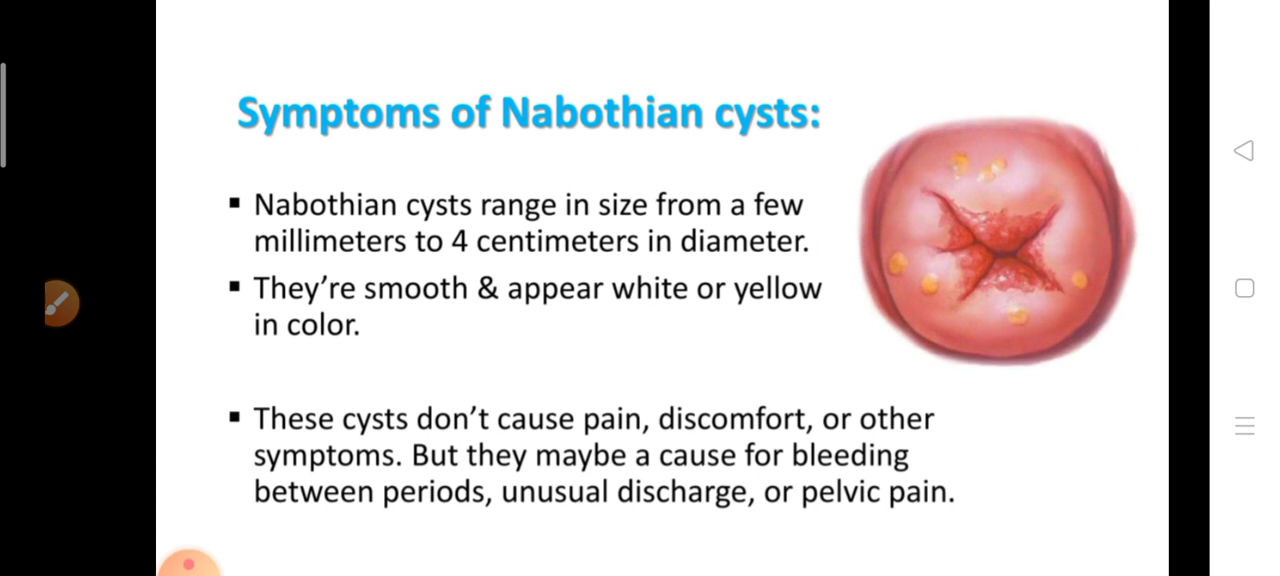 Symptoms of Nabothian cysts:
▪ Nabothian cysts range in size from a few
millimeters to 4 centimeters in diameter.
▪ They’re smooth & appear white or yellow
in color.
▪ These cysts don’t cause pain, discomfort, or other
symptoms. But they maybe a cause for bleeding
between periods, unusual discharge, or pelvic pain.